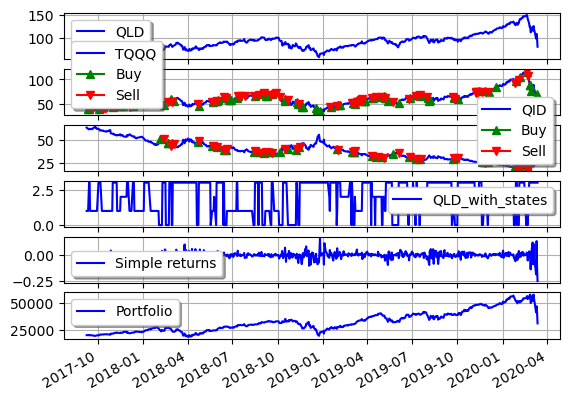 150
100
QLD
100
50
TQQQ
Buy
Sell
50
25
QID
Buy
Sell
2.5
0.0
QLD_with_states
0.00
−0.25
Simple returns
50000
25000
Portfolio
2017-10
2018-01
2018-04
2018-07
2018-10
2019-01
2019-04
2019-07
2019-10
2020-01
2020-04